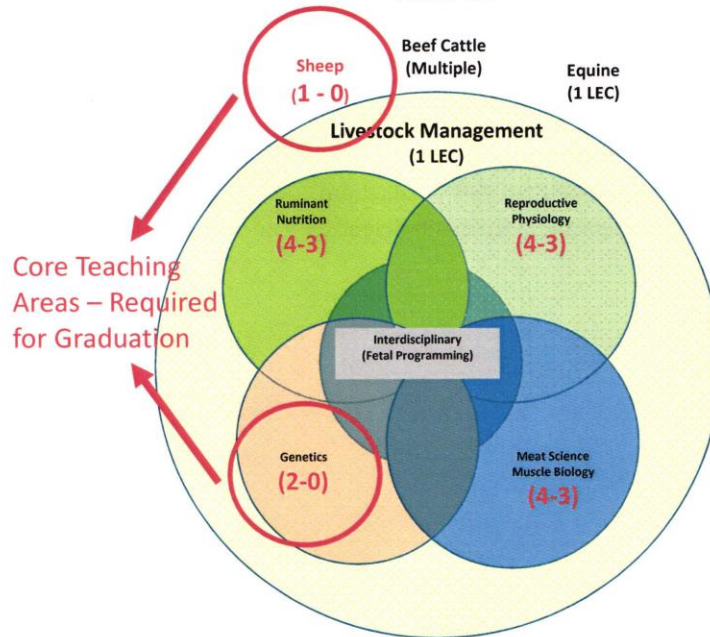 Sheep
(1 - 0)
Beef Cattle
(Multiple)
Equine
(1 LEC)
Livestock Management
(1 LEC)
Ruminant
Nutrition
(4-3)
Reproductive
Physiology
(4-3)
Core Teaching
Areas – Required
for Graduation
Interdisciplinary
(Fetal Programming)
Genetics
(2-0)
Meat Science
Muscle Biology
(4-3)